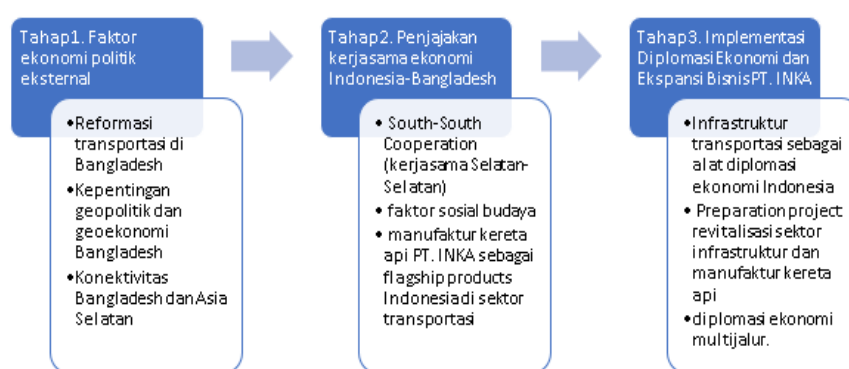 Tahap1. Faktor
ekonomi politik
eksternal
•Reformasi
transportasi di
Bangladesh
•Kepentingan
geopolitik dan
geoekonomi
Bangladesh
•Konektivitas
Bangladesh dan Asia
Selatan
Tahap2. Penjajakan
kerjasama ekonomi
Indonesia-Bangladesh
• South-South
Cooperation
(kerjasama Selatan-
Selatan)
• faktor sosial budaya
• manufaktur kereta
api PT. INKA sebagai
flagship products
Indonesia di sektor
transportasi
Tahap3. Implementasi
Diplomasi Ekonomi dan
Ekspansi Bisnis PT. INKA
•Infrastruktur
transportasi sebagai
alat diplomasi
ekonomi Indonesia
• Preparation project:
revitalisasi sektor
infrastruktur dan
manufaktur kereta
api
•diplomasi ekonomi
multijalur.